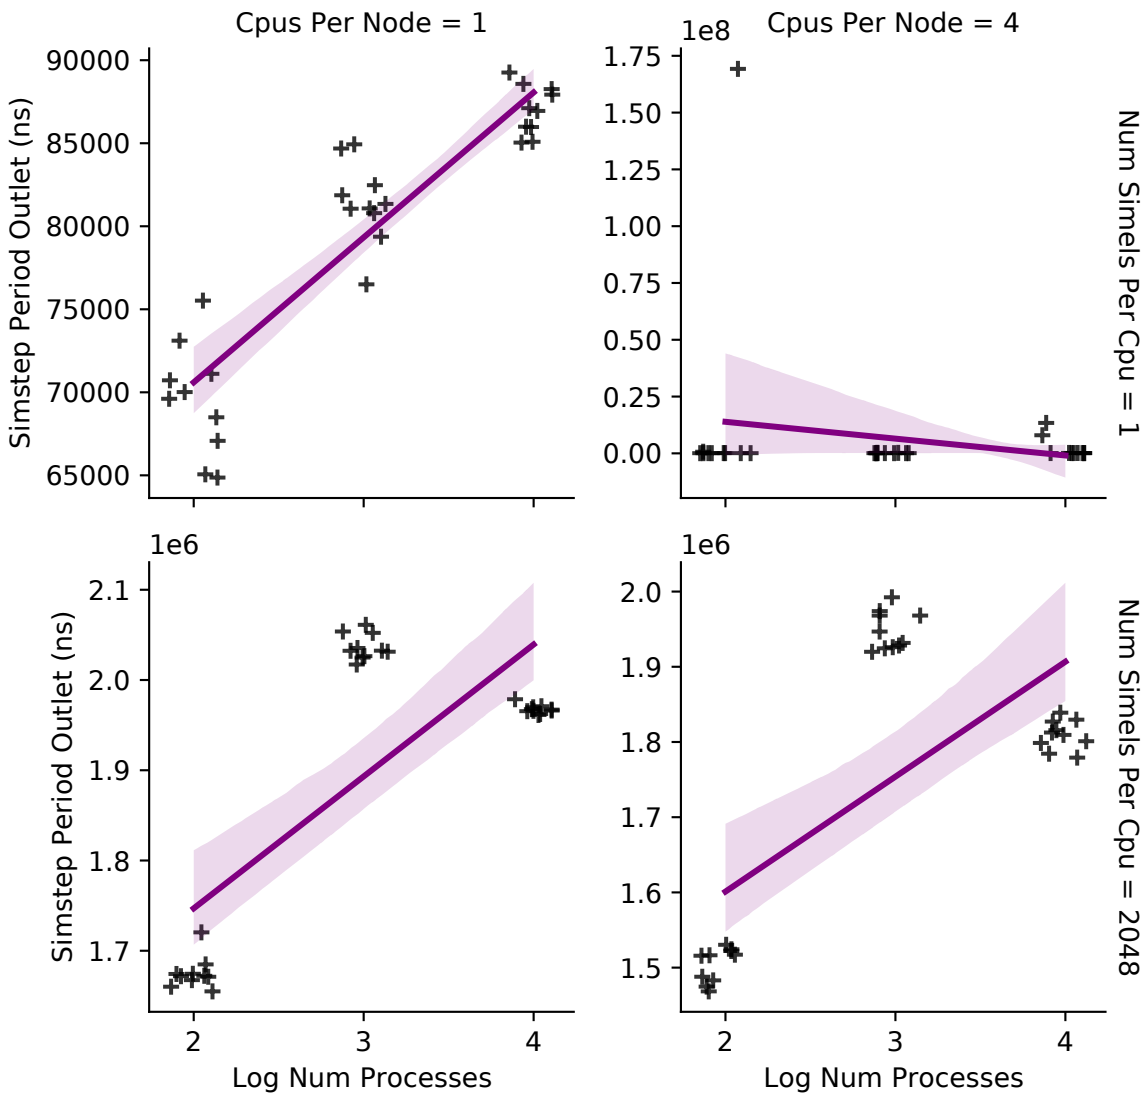 Cpus Per Node = 1
Cpus Per Node = 4
1e8
Simstep Period Outlet (ns)
90000
85000
80000
75000
70000
65000
1.75
1.50
1.25
1.00
0.75
0.50
0.25
0.00
Num Simels Per Cpu = 1
1e6
Simstep Period Outlet (ns)
2.1
2.0
1.9
1.8
1.7
2
3
4
Log Num Processes
1e6
2.0
1.9
1.8
1.7
1.6
1.5
2
3
4
Log Num Processes
Num Simels Per Cpu = 2048